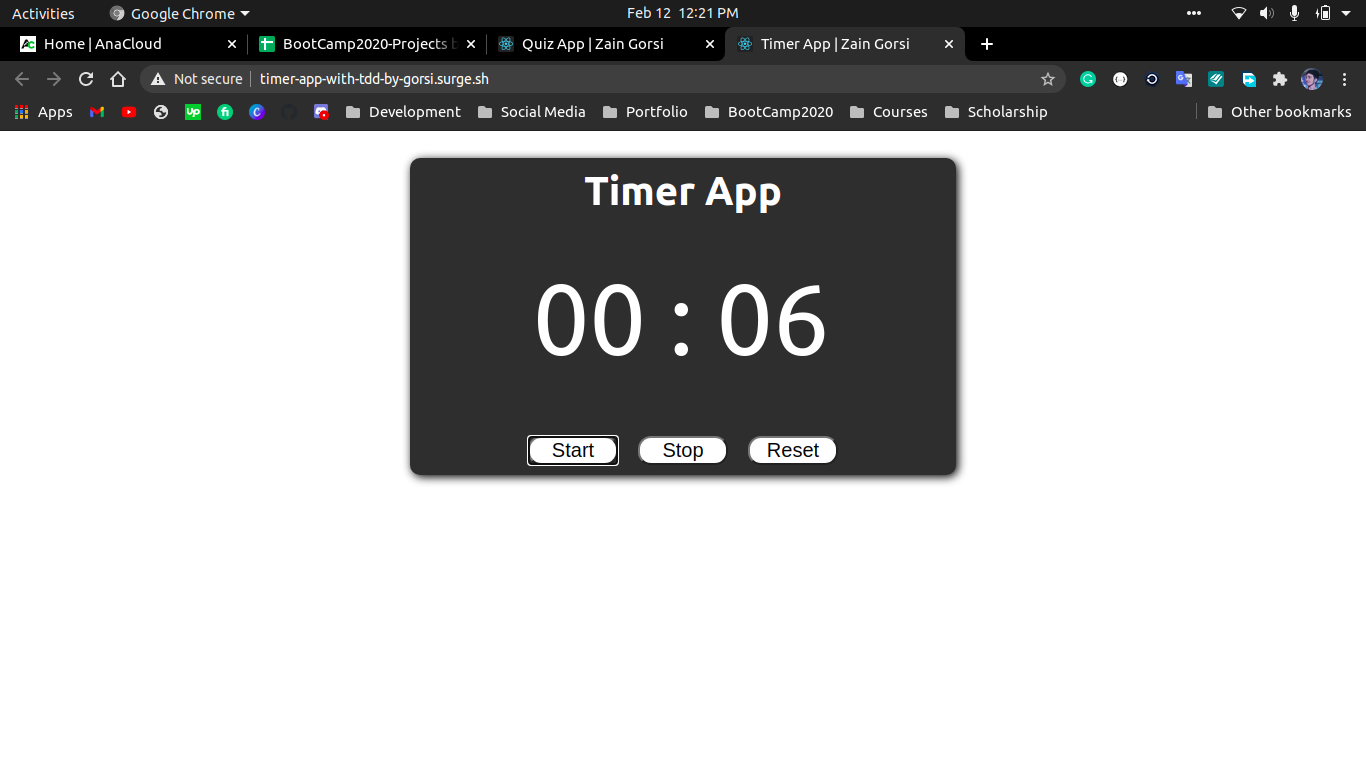 Activities Google Chrome Feb 12 12:21 PM
Home | AnaCloud BootCamp2020-Projects Quiz App | Zain Gorsi Timer App | Zain Gorsi
Not secure timer-app-with-tdd-by-gorsi.surge.sh
Apps Development Social Media Portfolio BootCamp2020 Courses Scholarship Other bookmarks
Timer App
00 : 06
Start Stop Reset